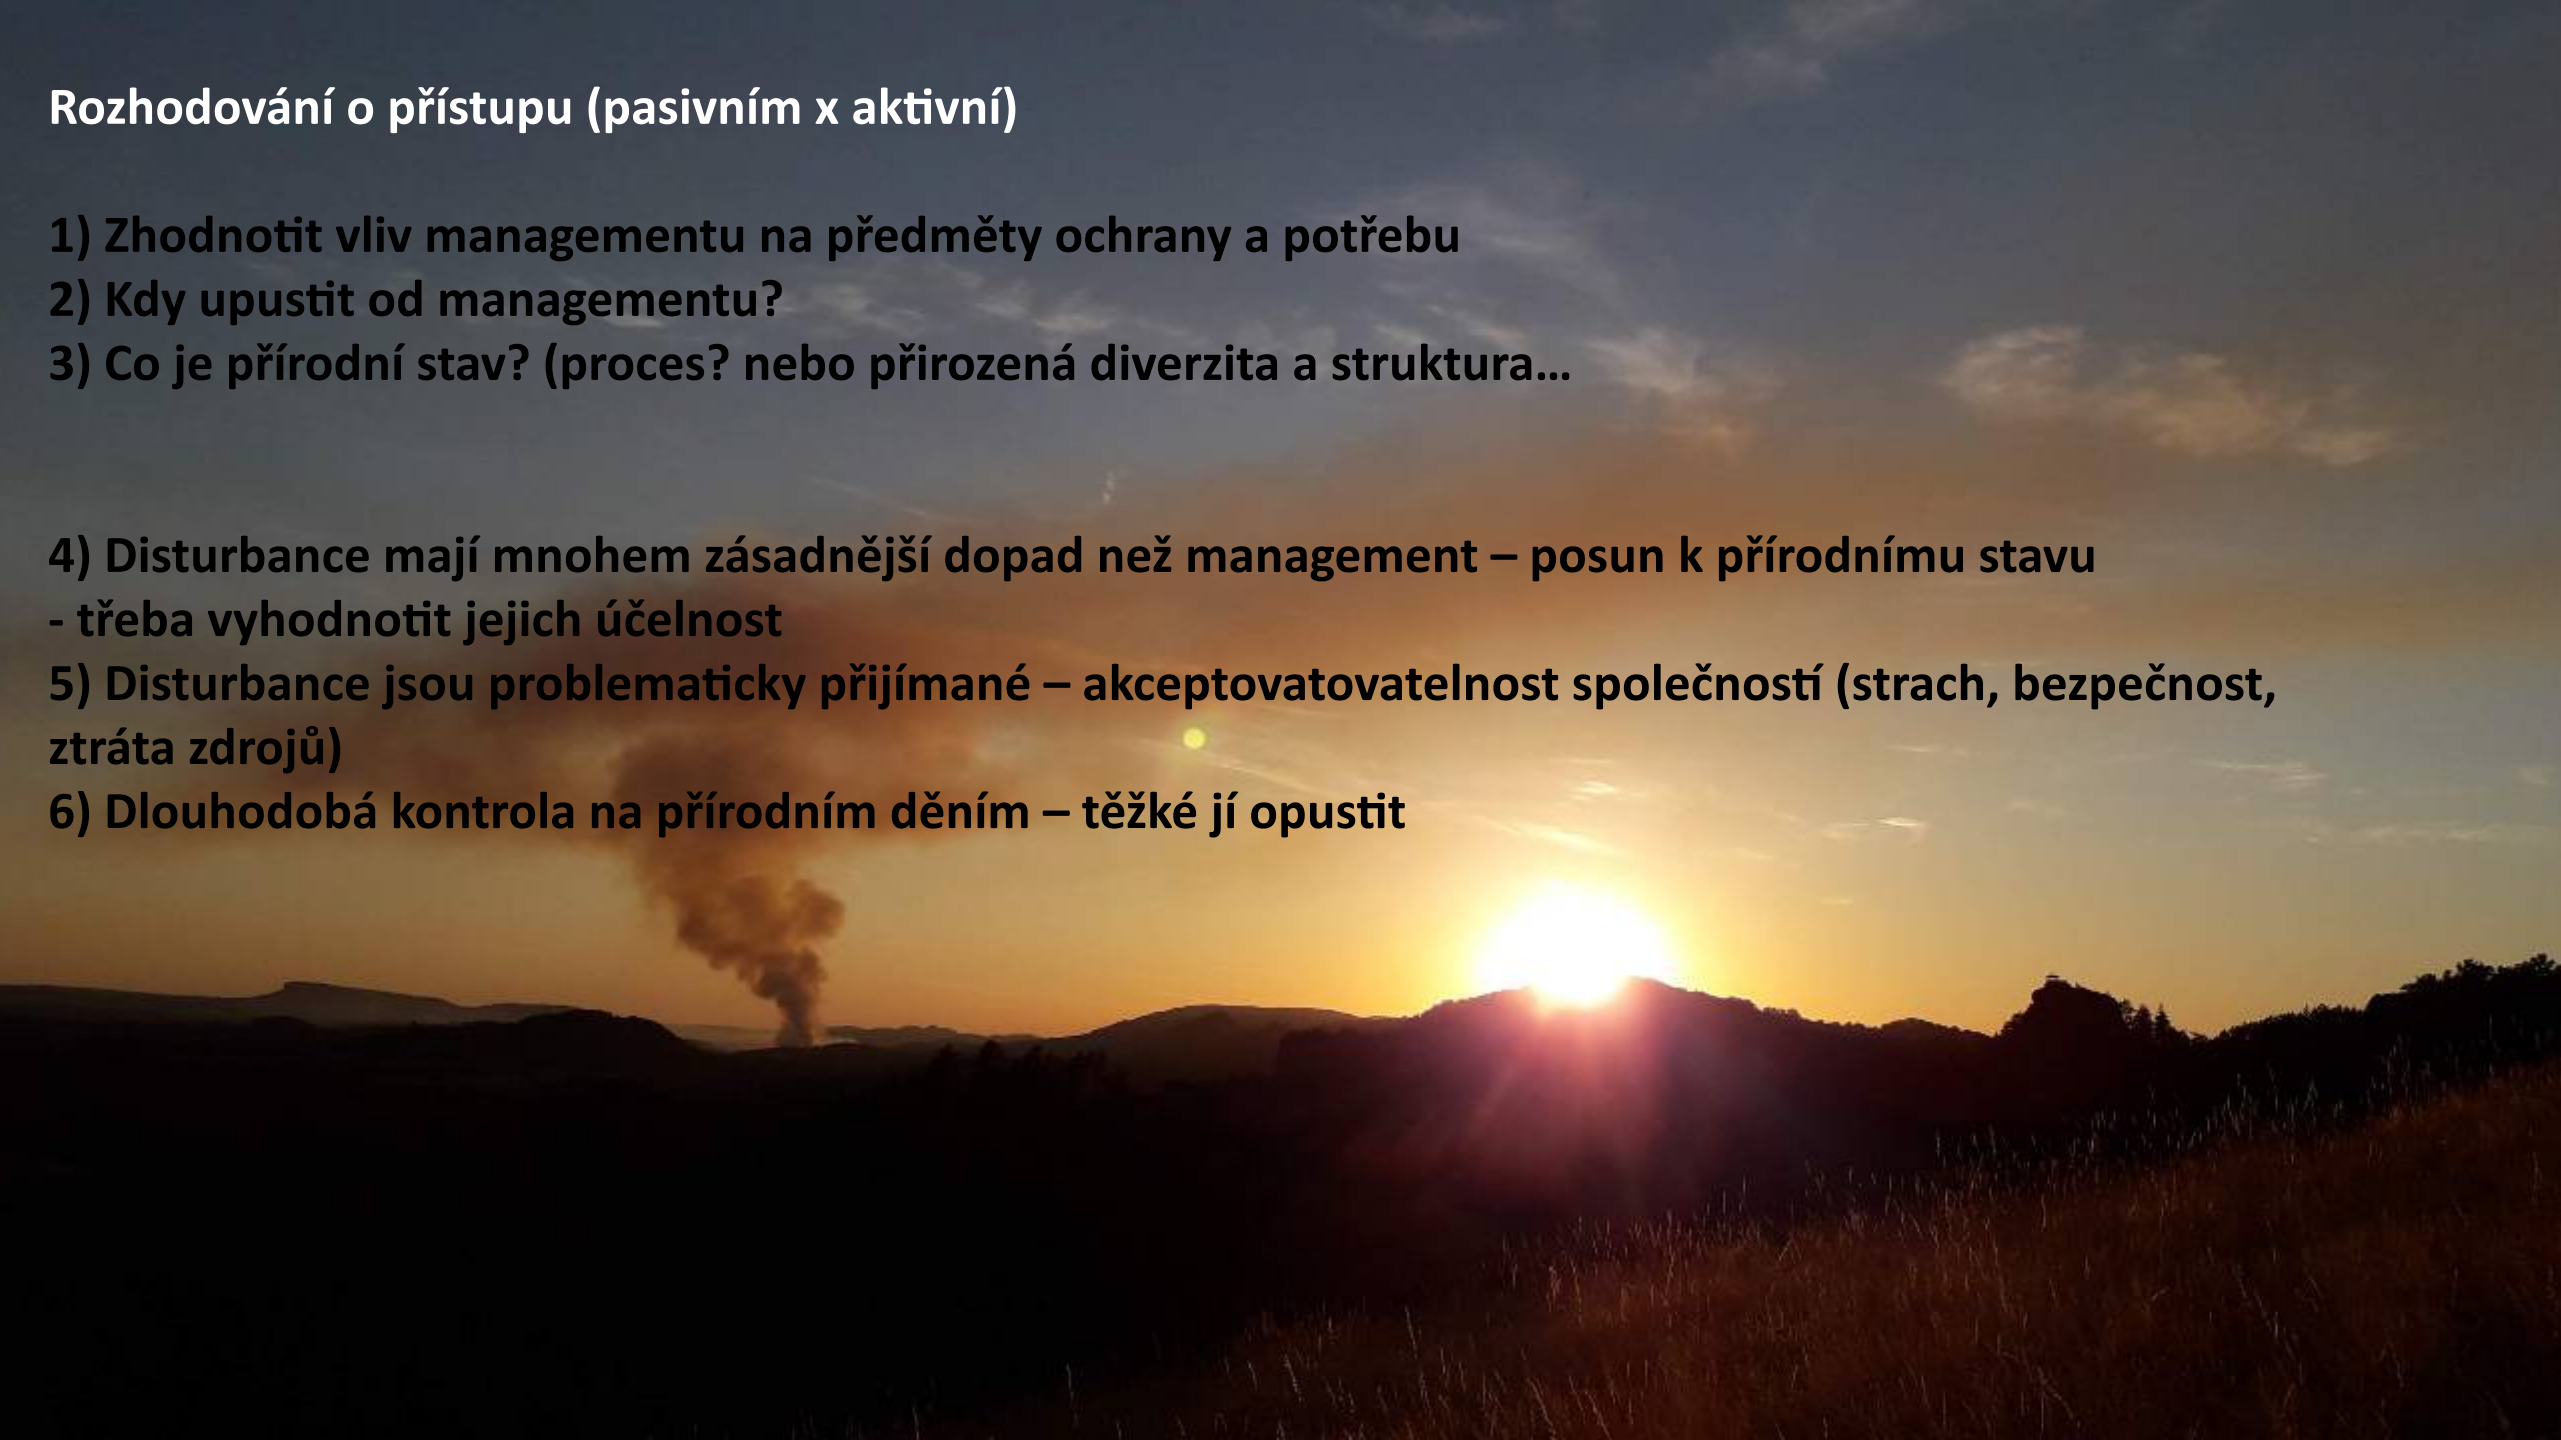 Rozhodování o přístupu (pasivním x aktivní)
1) Zhodnotit vliv managementu na předměty ochrany a potřebu
2) Kdy upustit od managementu?
3) Co je přírodní stav? (proces? nebo přirozená diverzita a struktura…
4) Disturbance mají mnohem zásadnější dopad než management – posun k přírodnímu stavu
- třeba vyhodnotit jejich účelnost
5) Disturbance jsou problematicky přijímané – akceptovatovatelnost společností (strach, bezpečnost,
ztráta zdrojů)
6) Dlouhodobá kontrola na přírodním děním – těžké jí opustit